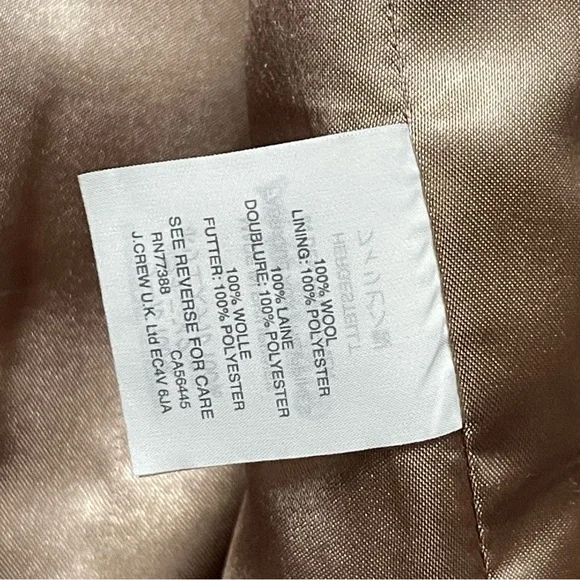 100% WOOL
LINING: 100% POLYESTER
100% LAINE
DOUBLURE: 100% POLYESTER
100% WOLLE
FUTTER: 100% POLYESTER
SEE REVERSE FOR CARE
RN77388 CA56445
J.CREW U.K. Ltd EC4V 6JA